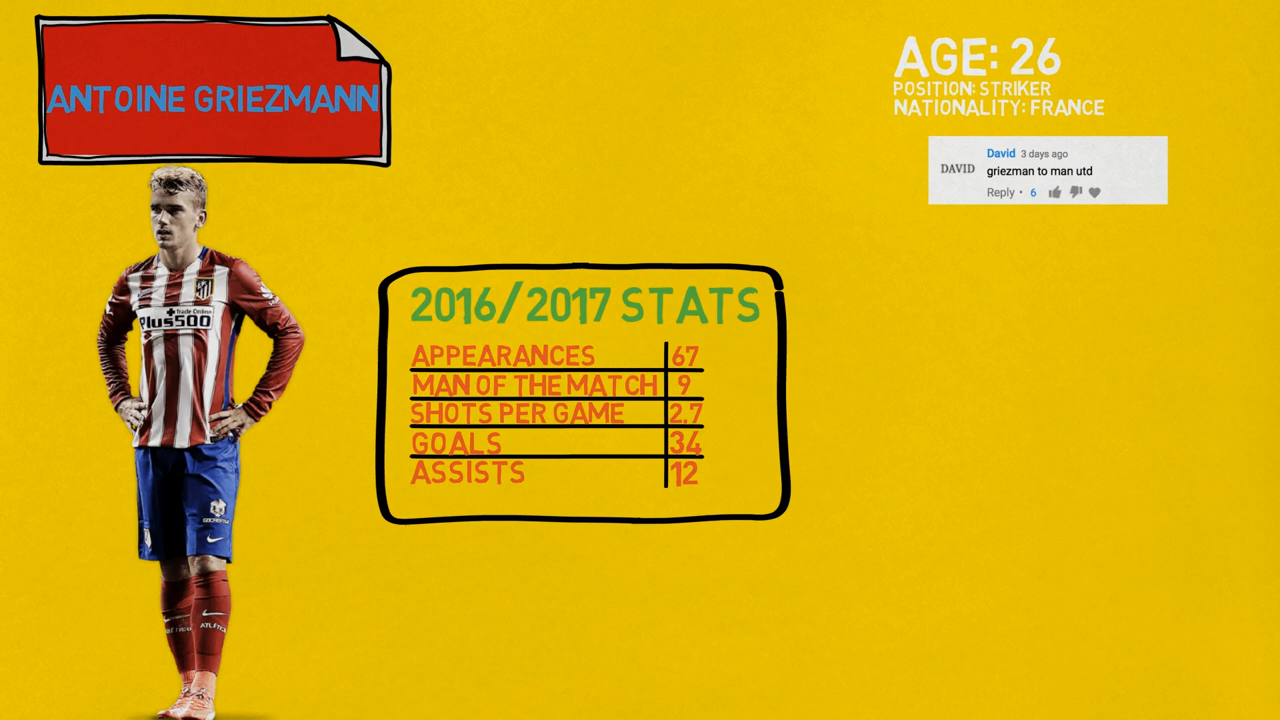 ANTOINE GRIEZMANN
AGE: 26
POSITION: STRIKER
NATIONALITY: FRANCE
DAVID
David 3 days ago
griezman to man utd
Reply • 6
2016/2017 STATS
APPEARANCES 67
MAN OF THE MATCH 9
SHOTS PER GAME 2.7
GOALS 34
ASSISTS 12
Trade Online
Plus500